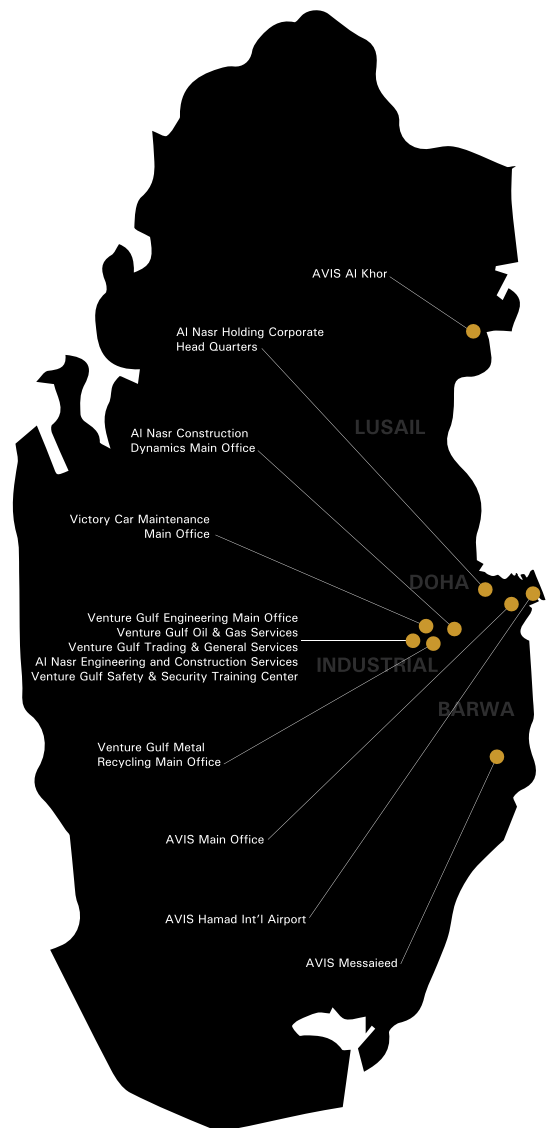 AVIS Al Khor
Al Nasr Holding Corporate
Head Quarters
LUSAIL
Al Nasr Construction
Dynamics Main Office
Victory Car Maintenance
Main Office
DOHA
Venture Gulf Engineering Main Office
Venture Gulf Oil & Gas Services
Venture Gulf Trading & General Services
Al Nasr Engineering and Construction Services
Venture Gulf Safety & Security Training Center
INDUSTRIAL
BARWA
Venture Gulf Metal
Recycling Main Office
AVIS Main Office
AVIS Hamad Int'l Airport
AVIS Messaieed